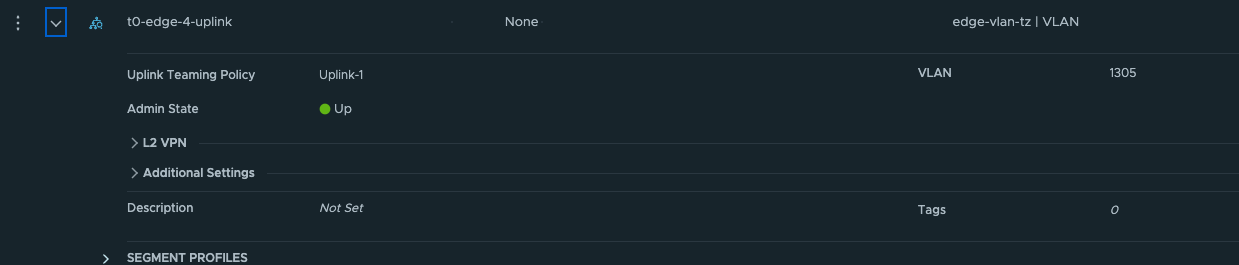 t0-edge-4-uplink None edge-vlan-tz | VLAN
Uplink Teaming Policy Uplink-1 VLAN 1305
Admin State Up
L2 VPN
Additional Settings
Description Not Set Tags 0
SEGMENT PROFILES